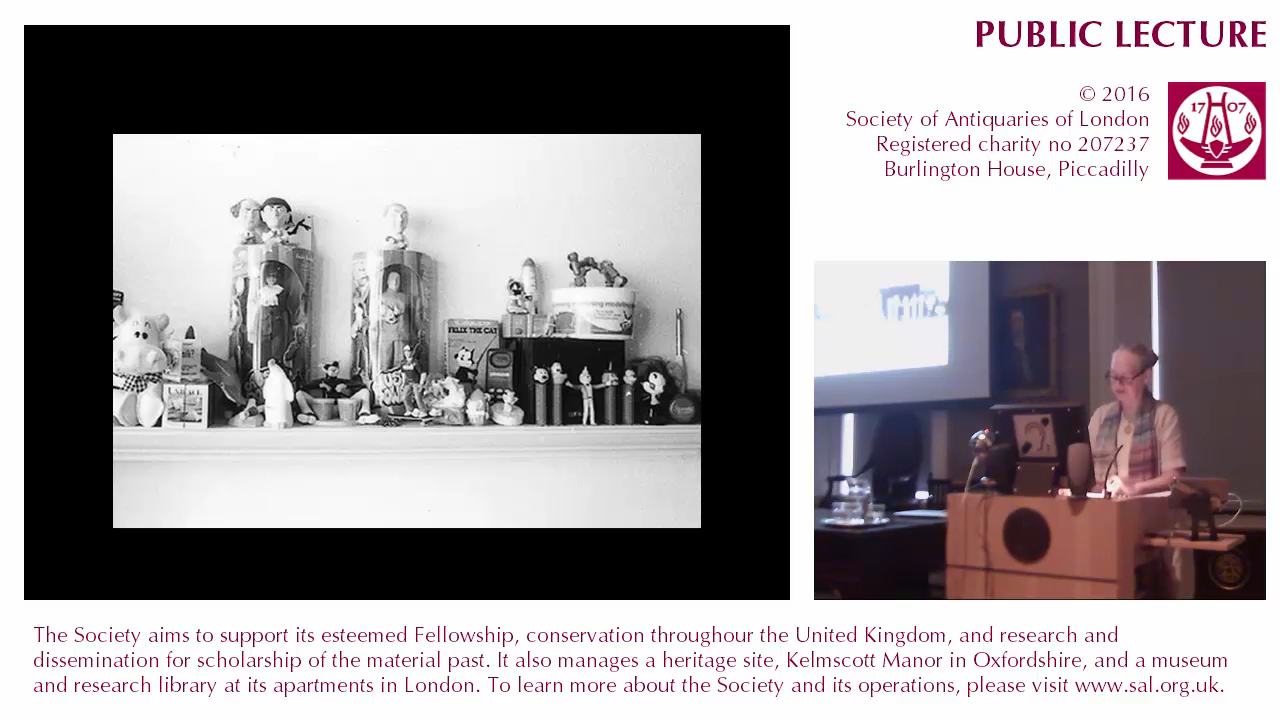 PUBLIC LECTURE
© 2016
Society of Antiquaries of London
Registered charity no 207237
Burlington House, Piccadilly
17 07
FELIX THE CAT
The Society aims to support its esteemed Fellowship, conservation throughour the United Kingdom, and research and
dissemination for scholarship of the material past. It also manages a heritage site, Kelmscott Manor in Oxfordshire, and a museum
and research library at its apartments in London. To learn more about the Society and its operations, please visit www.sal.org.uk.